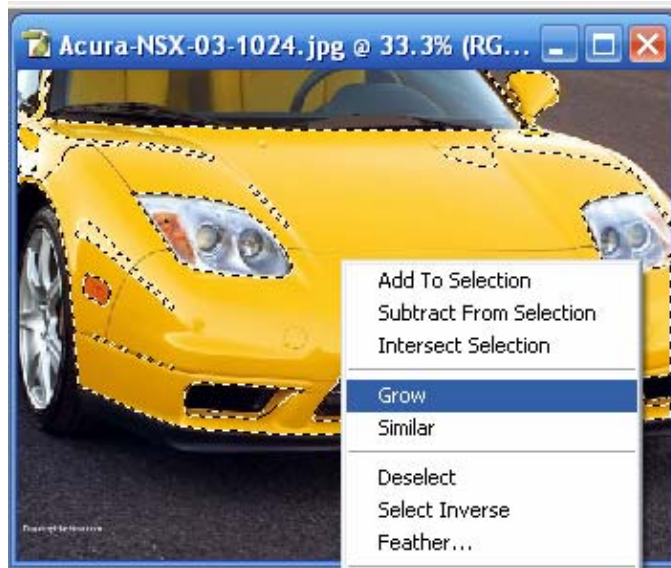 Acura-NSX-03-1024.jpg @ 33.3% (RG...
Add To Selection
Subtract From Selection
Intersect Selection
Grow
Similar
Deselect
Select Inverse
Feather...